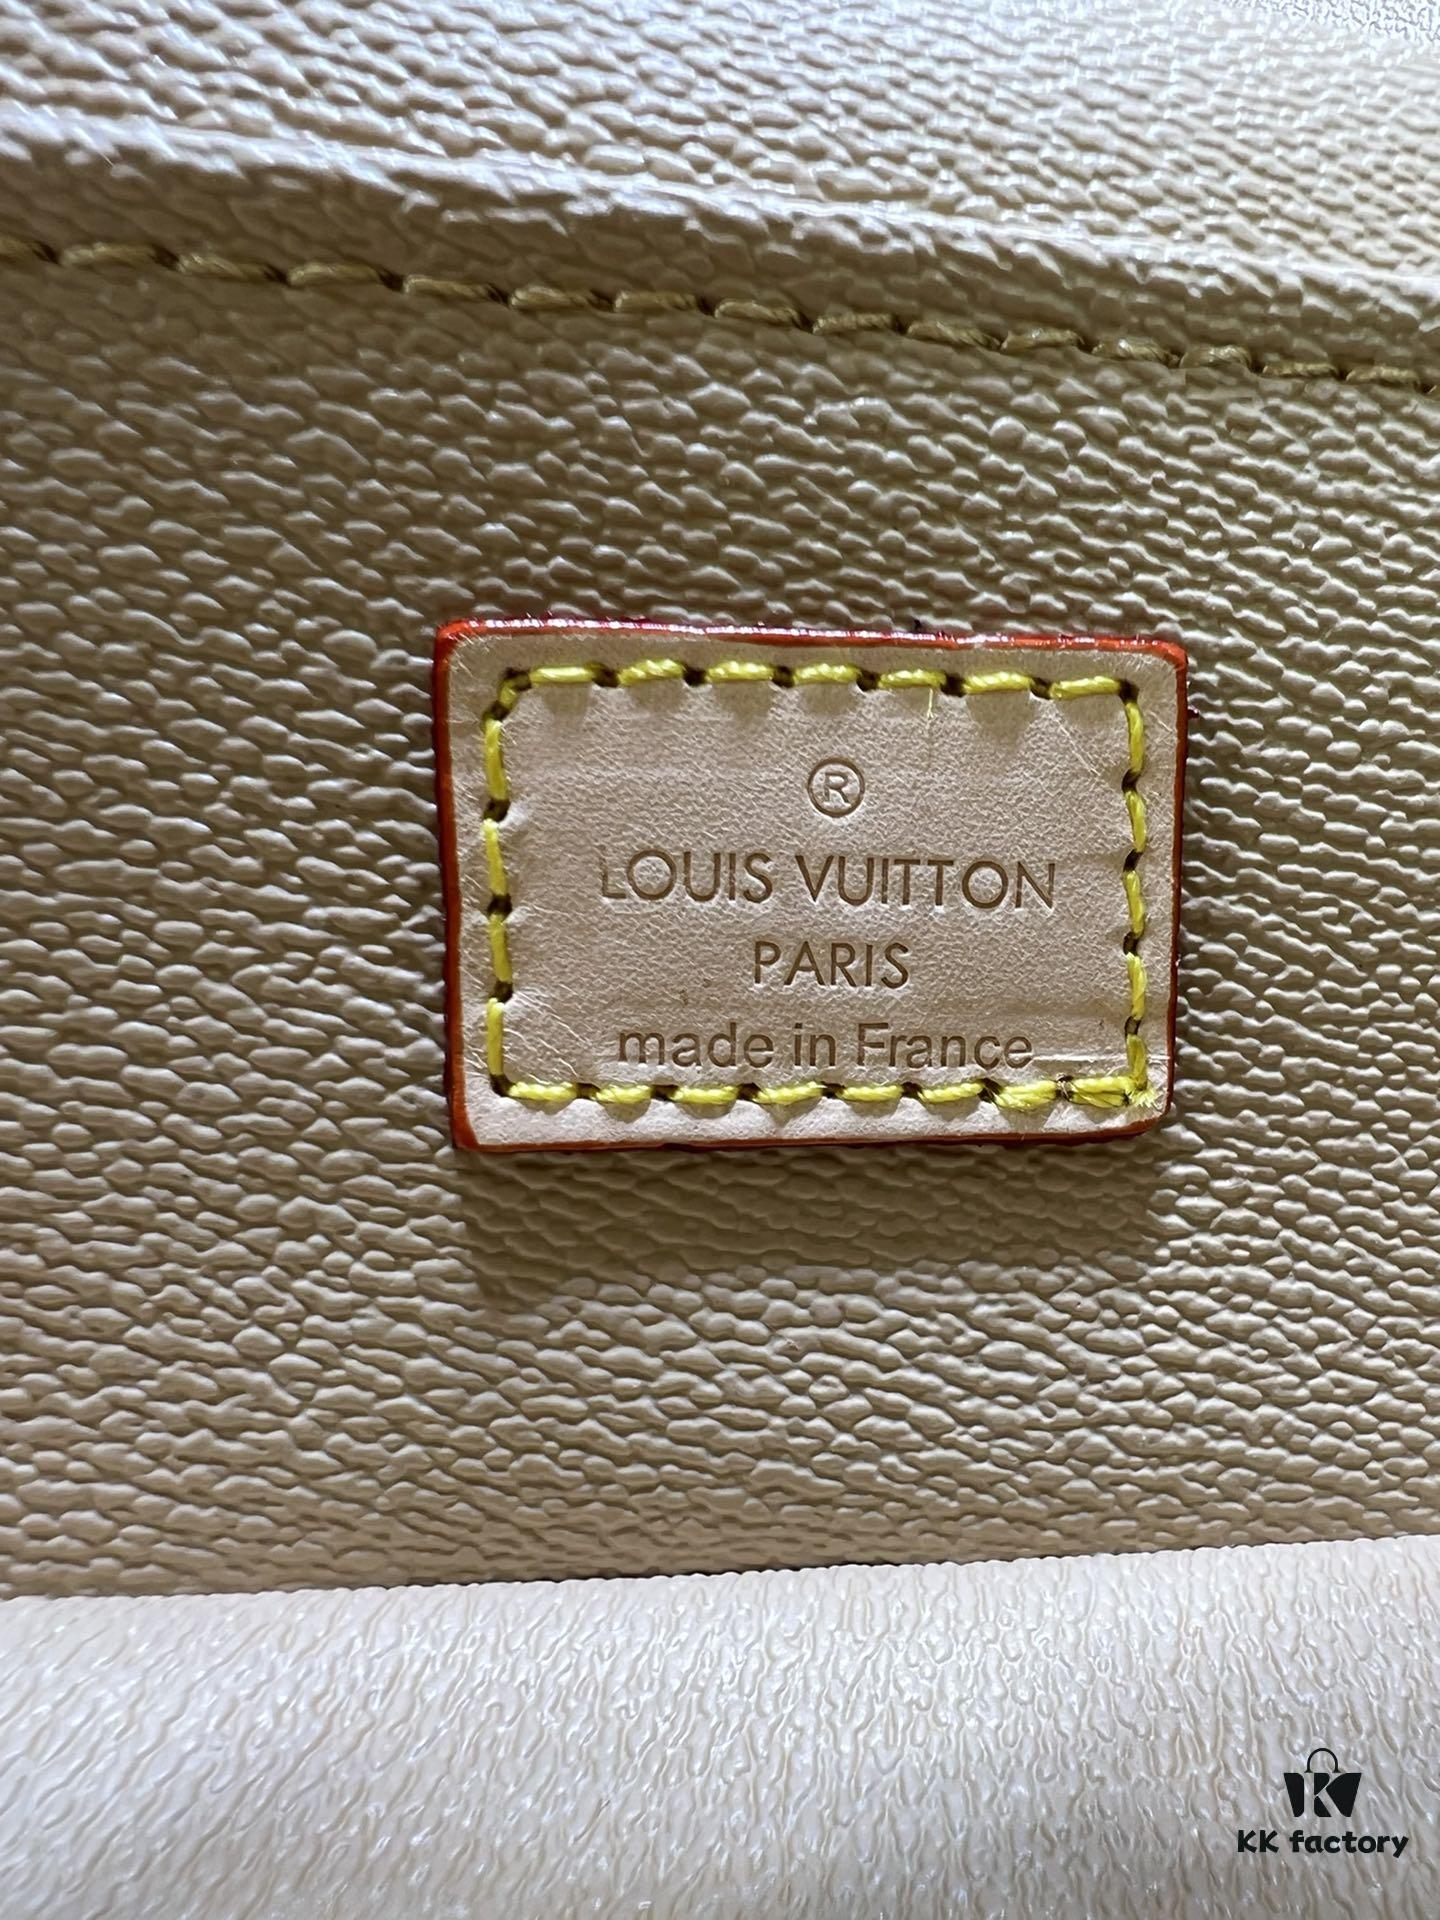 ®
LOUIS VUITTON
PARIS
made in France
KK factory